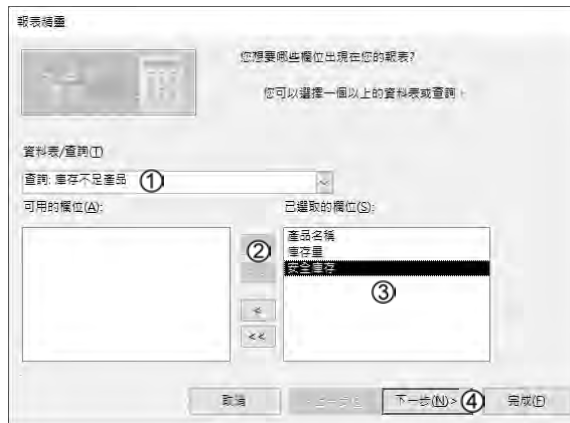 報表精靈
您想要哪些欄位出現在您的報表?
您可以選擇一個以上的資料表或查詢。
資料表/查詢(T)
查詢: 庫存不足產品 ①
可用的欄位(A):
已選取的欄位(S):
②
產品名稱
庫存量
安全庫存
③
<
<<
取消
<上一步(B)
下一步(N)> ④
完成(F)